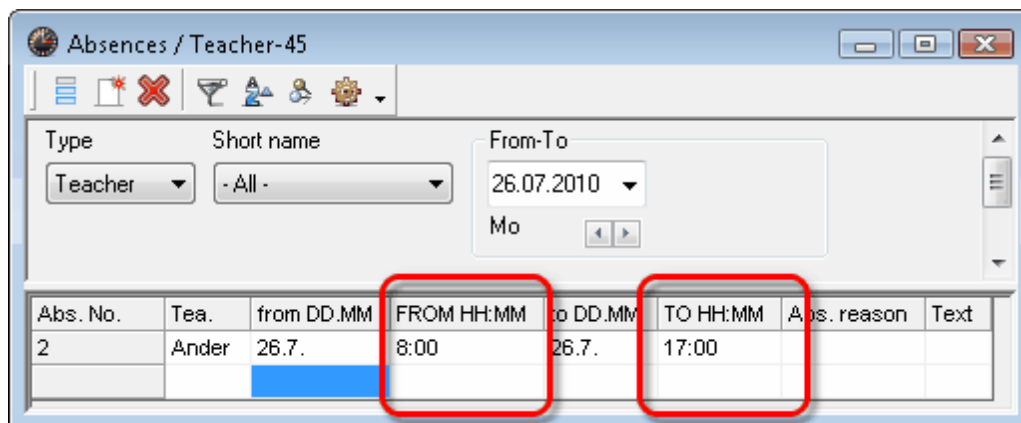 Absences / Teacher-45
Type Short name From-To
Teacher - All - 26.07.2010
Mo
Abs. No. Tea. from DD.MM FROM HH:MM to DD.MM TO HH:MM Abs. reason Text
2 Ander 26.7. 8:00 26.7. 17:00